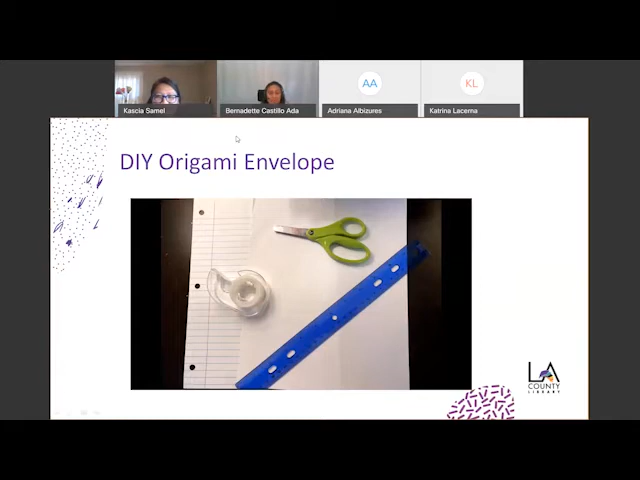 AA
KL
Kascia Samel
Bernadette Castillo Ada
Adriana Albizures
Katrina Lacerna
DIY Origami Envelope
LA
COUNTY
LIBRARY